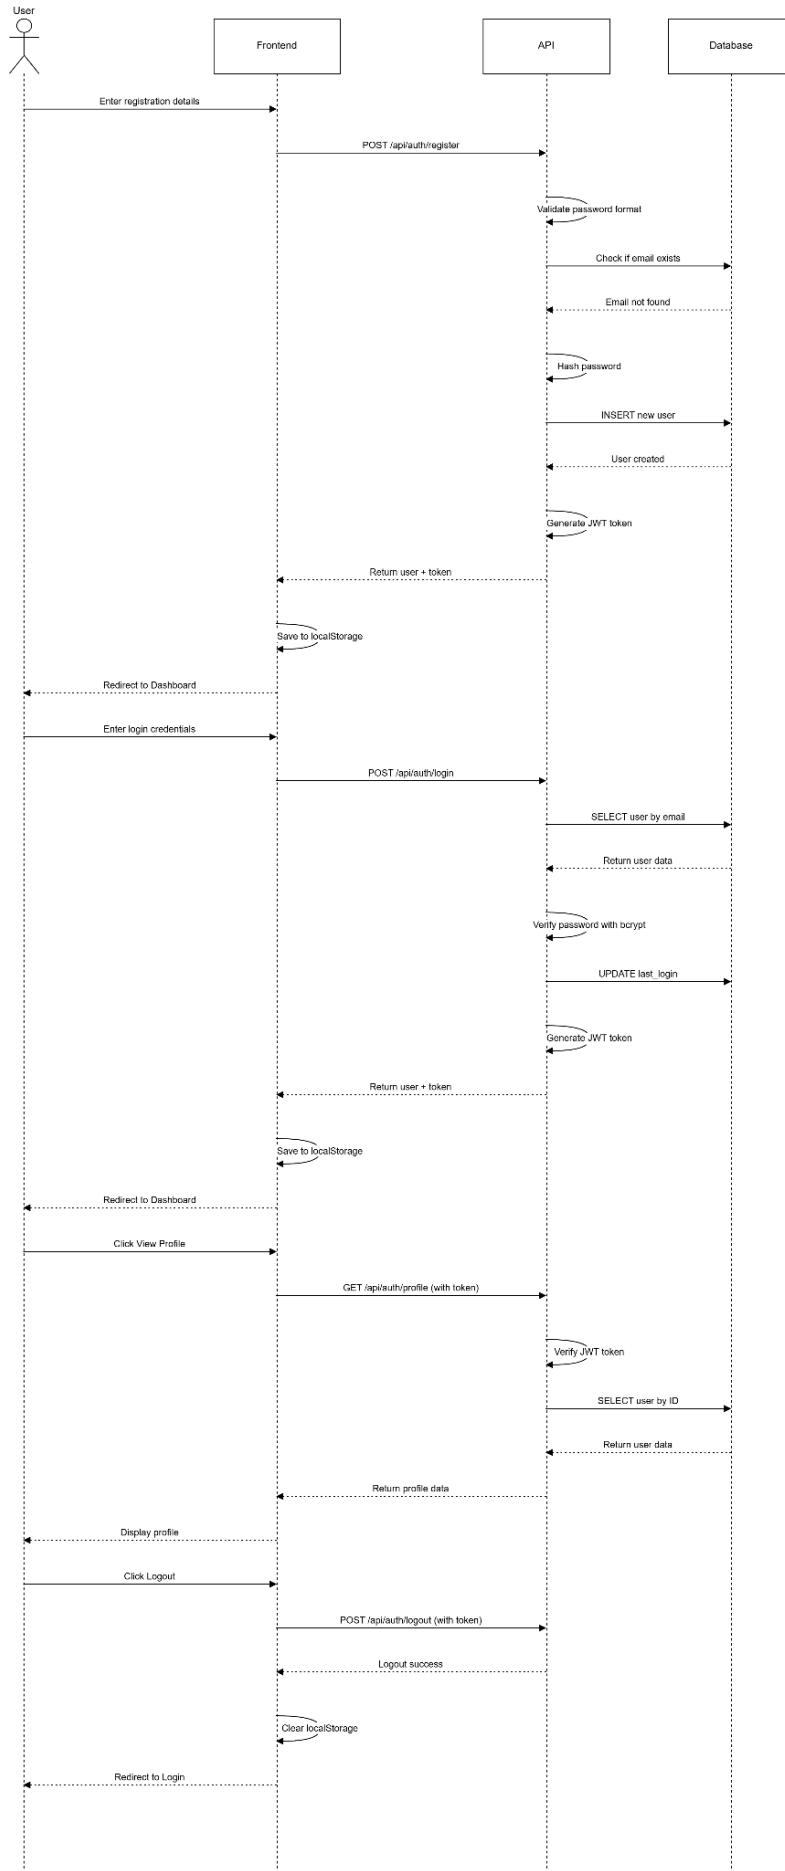 User
Frontend
API
Database
Enter registration details
POST /api/auth/register
Validate password format
Check if email exists
Email not found
Hash password
INSERT new user
User created
Generate JWT token
Return user + token
Save to localStorage
Redirect to Dashboard
Enter login credentials
POST /api/auth/login
SELECT user by email
Return user data
Verify password with bcrypt
UPDATE last_login
Generate JWT token
Return user + token
Save to localStorage
Redirect to Dashboard
Click View Profile
GET /api/auth/profile (with token)
Verify JWT token
SELECT user by ID
Return user data
Return profile data
Display profile
Click Logout
POST /api/auth/logout (with token)
Logout success
Clear localStorage
Redirect to Login